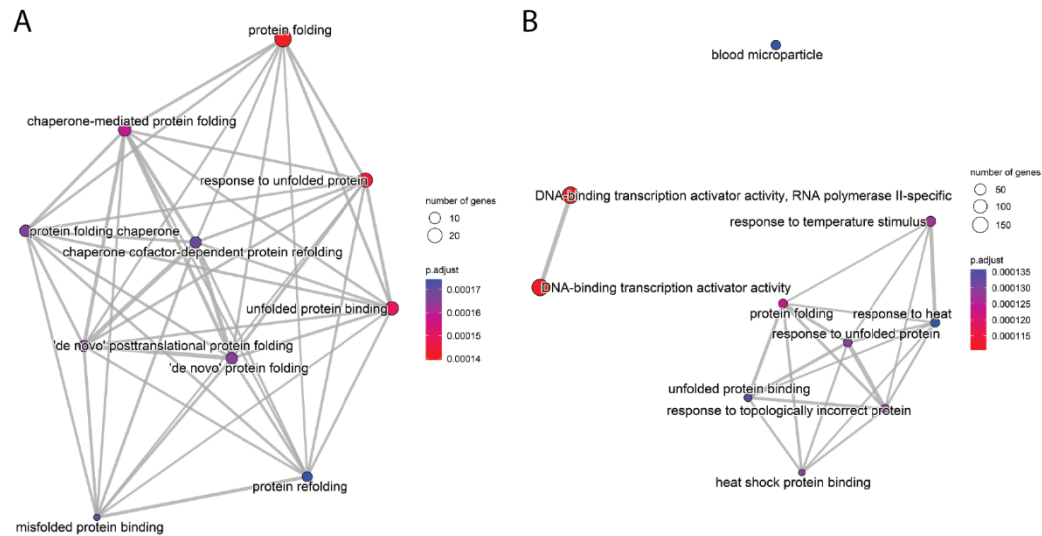 A
protein folding
chaperone-mediated protein folding
response to unfolded protein
protein folding chaperone
chaperone cofactor-dependent protein refolding
unfolded protein binding
'de novo' posttranslational protein folding
'de novo' protein folding
protein refolding
misfolded protein binding
number of genes
10
20
p.adjust
0.00017
0.00016
0.00015
0.00014
B
blood microparticle
DNA-binding transcription activator activity, RNA polymerase II-specific
response to temperature stimulus
DNA-binding transcription activator activity
protein folding
response to heat
response to unfolded protein
unfolded protein binding
response to topologically incorrect protein
heat shock protein binding
number of genes
50
100
150
p.adjust
0.000135
0.000130
0.000125
0.000120
0.000115